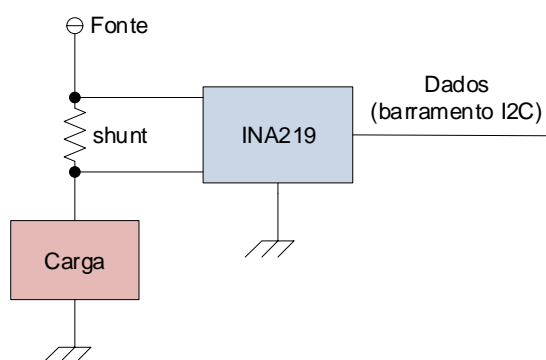 Fonte
Dados
(barramento I2C)
shunt
INA219
Carga